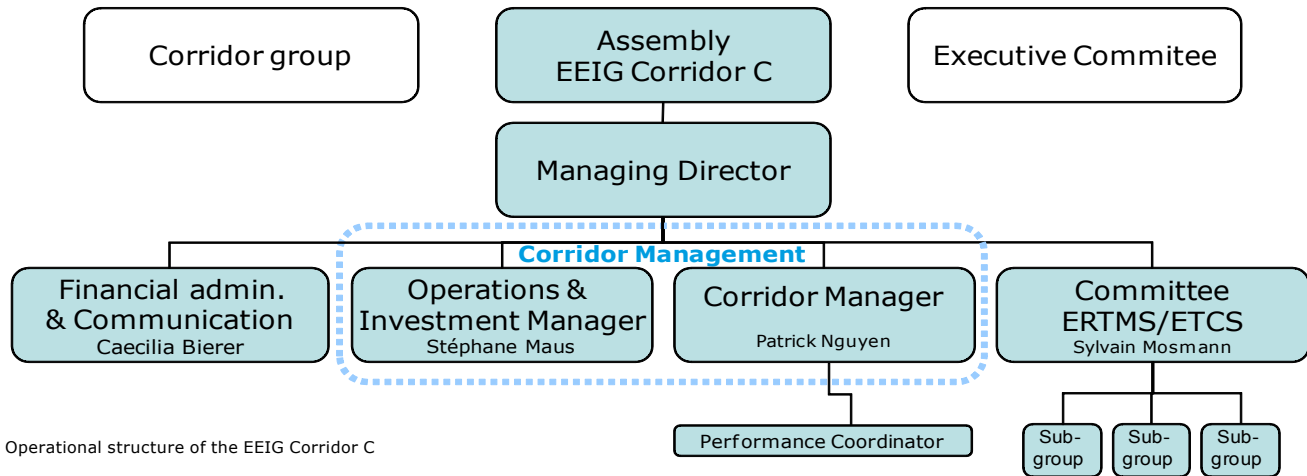 Corridor group
Assembly
EEIG Corridor C
Executive Commitee
Managing Director
Corridor Management
Financial admin.
& Communication
Caecilia Bierer
Operations &
Investment Manager
Stéphane Maus
Corridor Manager
Patrick Nguyen
Committee
ERTMS/ETCS
Sylvain Mosmann
Performance Coordinator
Sub-
group
Sub-
group
Sub-
group
Operational structure of the EEIG Corridor C